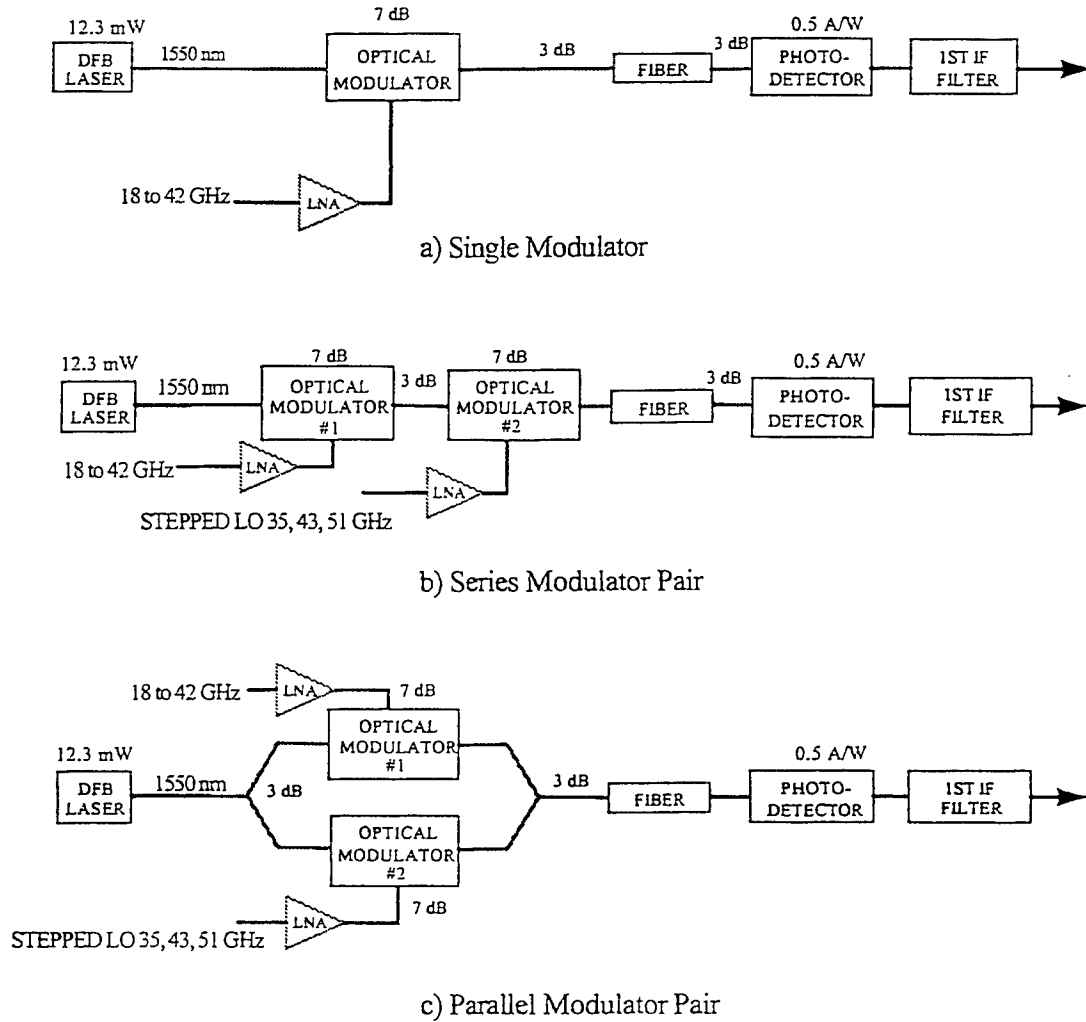 7 dB
12.3 mW
0.5 A/W
DFB
LASER
1550 nm
OPTICAL
MODULATOR
3 dB
FIBER
3 dB
PHOTO-
DETECTOR
1ST IF
FILTER
18 to 42 GHz
LNA
a) Single Modulator
12.3 mW
7 dB
7 dB
0.5 A/W
DFB
LASER
1550 nm
OPTICAL
MODULATOR
#1
3 dB
OPTICAL
MODULATOR
#2
FIBER
3 dB
PHOTO-
DETECTOR
1ST IF
FILTER
18 to 42 GHz
LNA
LNA
STEPPED LO 35, 43, 51 GHz
b) Series Modulator Pair
18 to 42 GHz
LNA
7 dB
OPTICAL
MODULATOR
#1
12.3 mW
DFB
LASER
1550 nm
3 dB
3 dB
FIBER
0.5 A/W
PHOTO-
DETECTOR
1ST IF
FILTER
OPTICAL
MODULATOR
#2
7 dB
LNA
STEPPED LO 35, 43, 51 GHz
c) Parallel Modulator Pair